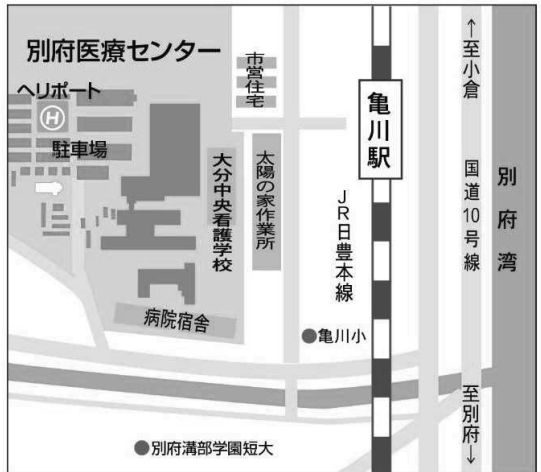 別府医療センター
ヘリポート
H
駐車場
市営住宅
大分中央看護学校
太陽の家作業所
病院宿舎
亀川駅
JR日豊本線
亀川小
←至小倉
国道10号線
至別府→
別府湾
別府溝部学園短大